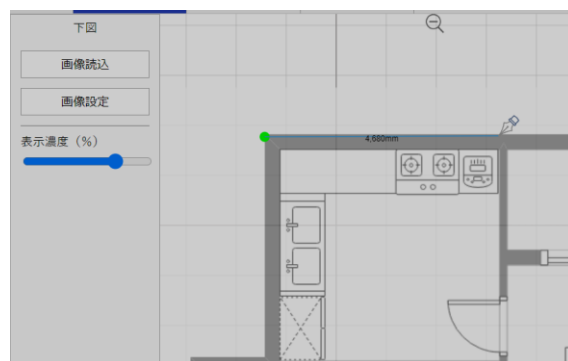 下図
画像読込
画像設定
表示濃度（%）
4,680mm